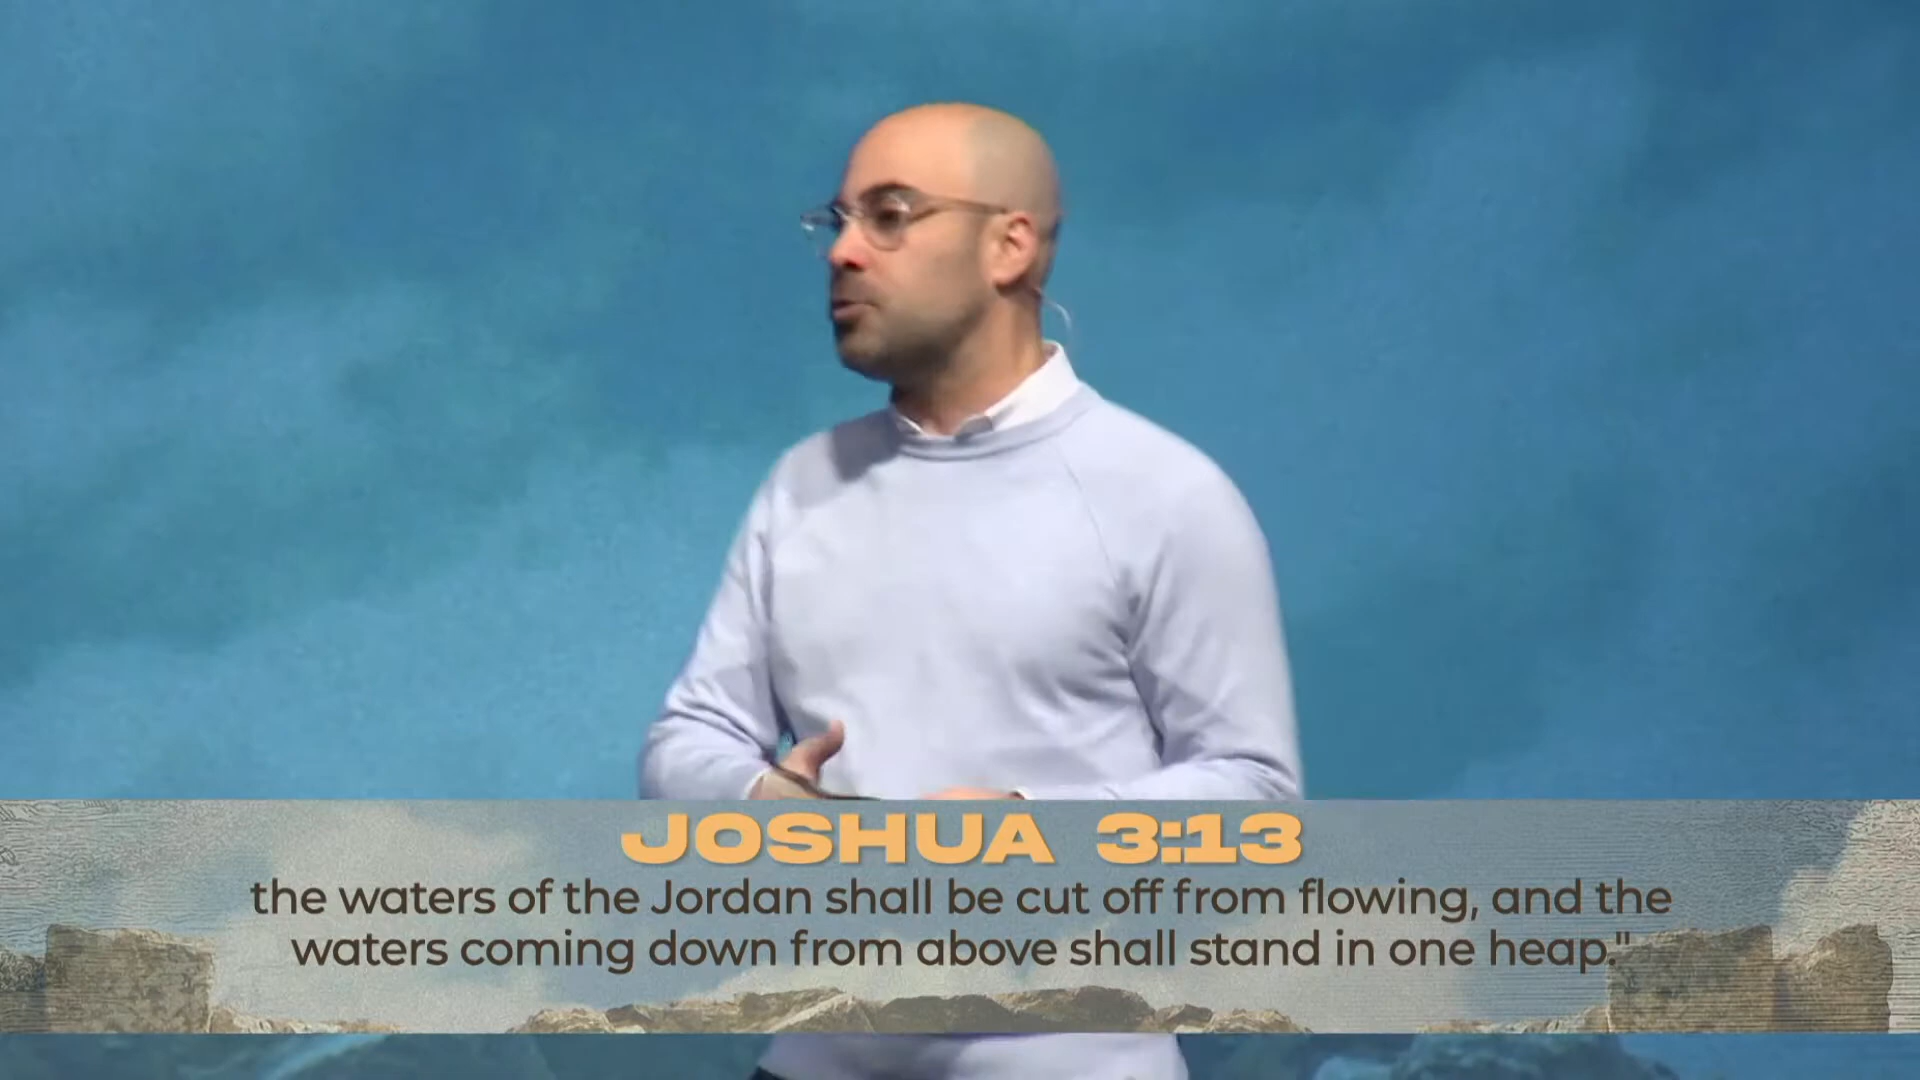 JOSHUA 3:13
the waters of the Jordan shall be cut off from flowing, and the
waters coming down from above shall stand in one heap."